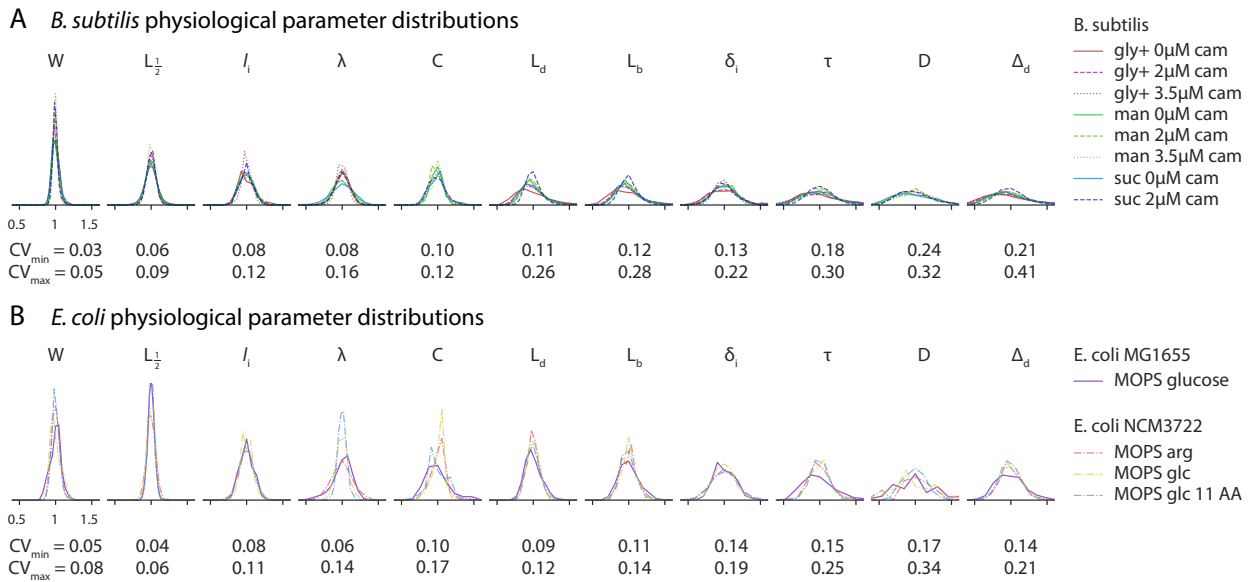 A B. subtilis physiological parameter distributions
W L½ lᵢ λ C L_d L_b δᵢ τ D Δ_d
0.5 1 1.5
CV_min = 0.03 0.06 0.08 0.08 0.10 0.11 0.12 0.13 0.18 0.24 0.21
CV_max = 0.05 0.09 0.12 0.16 0.12 0.26 0.28 0.22 0.30 0.32 0.41
B. subtilis
gly+ 0µM cam
gly+ 2µM cam
gly+ 3.5µM cam
man 0µM cam
man 2µM cam
man 3.5µM cam
suc 0µM cam
suc 2µM cam
B E. coli physiological parameter distributions
W L½ lᵢ λ C L_d L_b δᵢ τ D Δ_d
0.5 1 1.5
CV_min = 0.05 0.04 0.08 0.06 0.10 0.09 0.11 0.14 0.15 0.17 0.14
CV_max = 0.08 0.06 0.11 0.14 0.17 0.12 0.14 0.19 0.25 0.34 0.21
E. coli MG1655
MOPS glucose
E. coli NCM3722
MOPS arg
MOPS glc
MOPS glc 11 AA